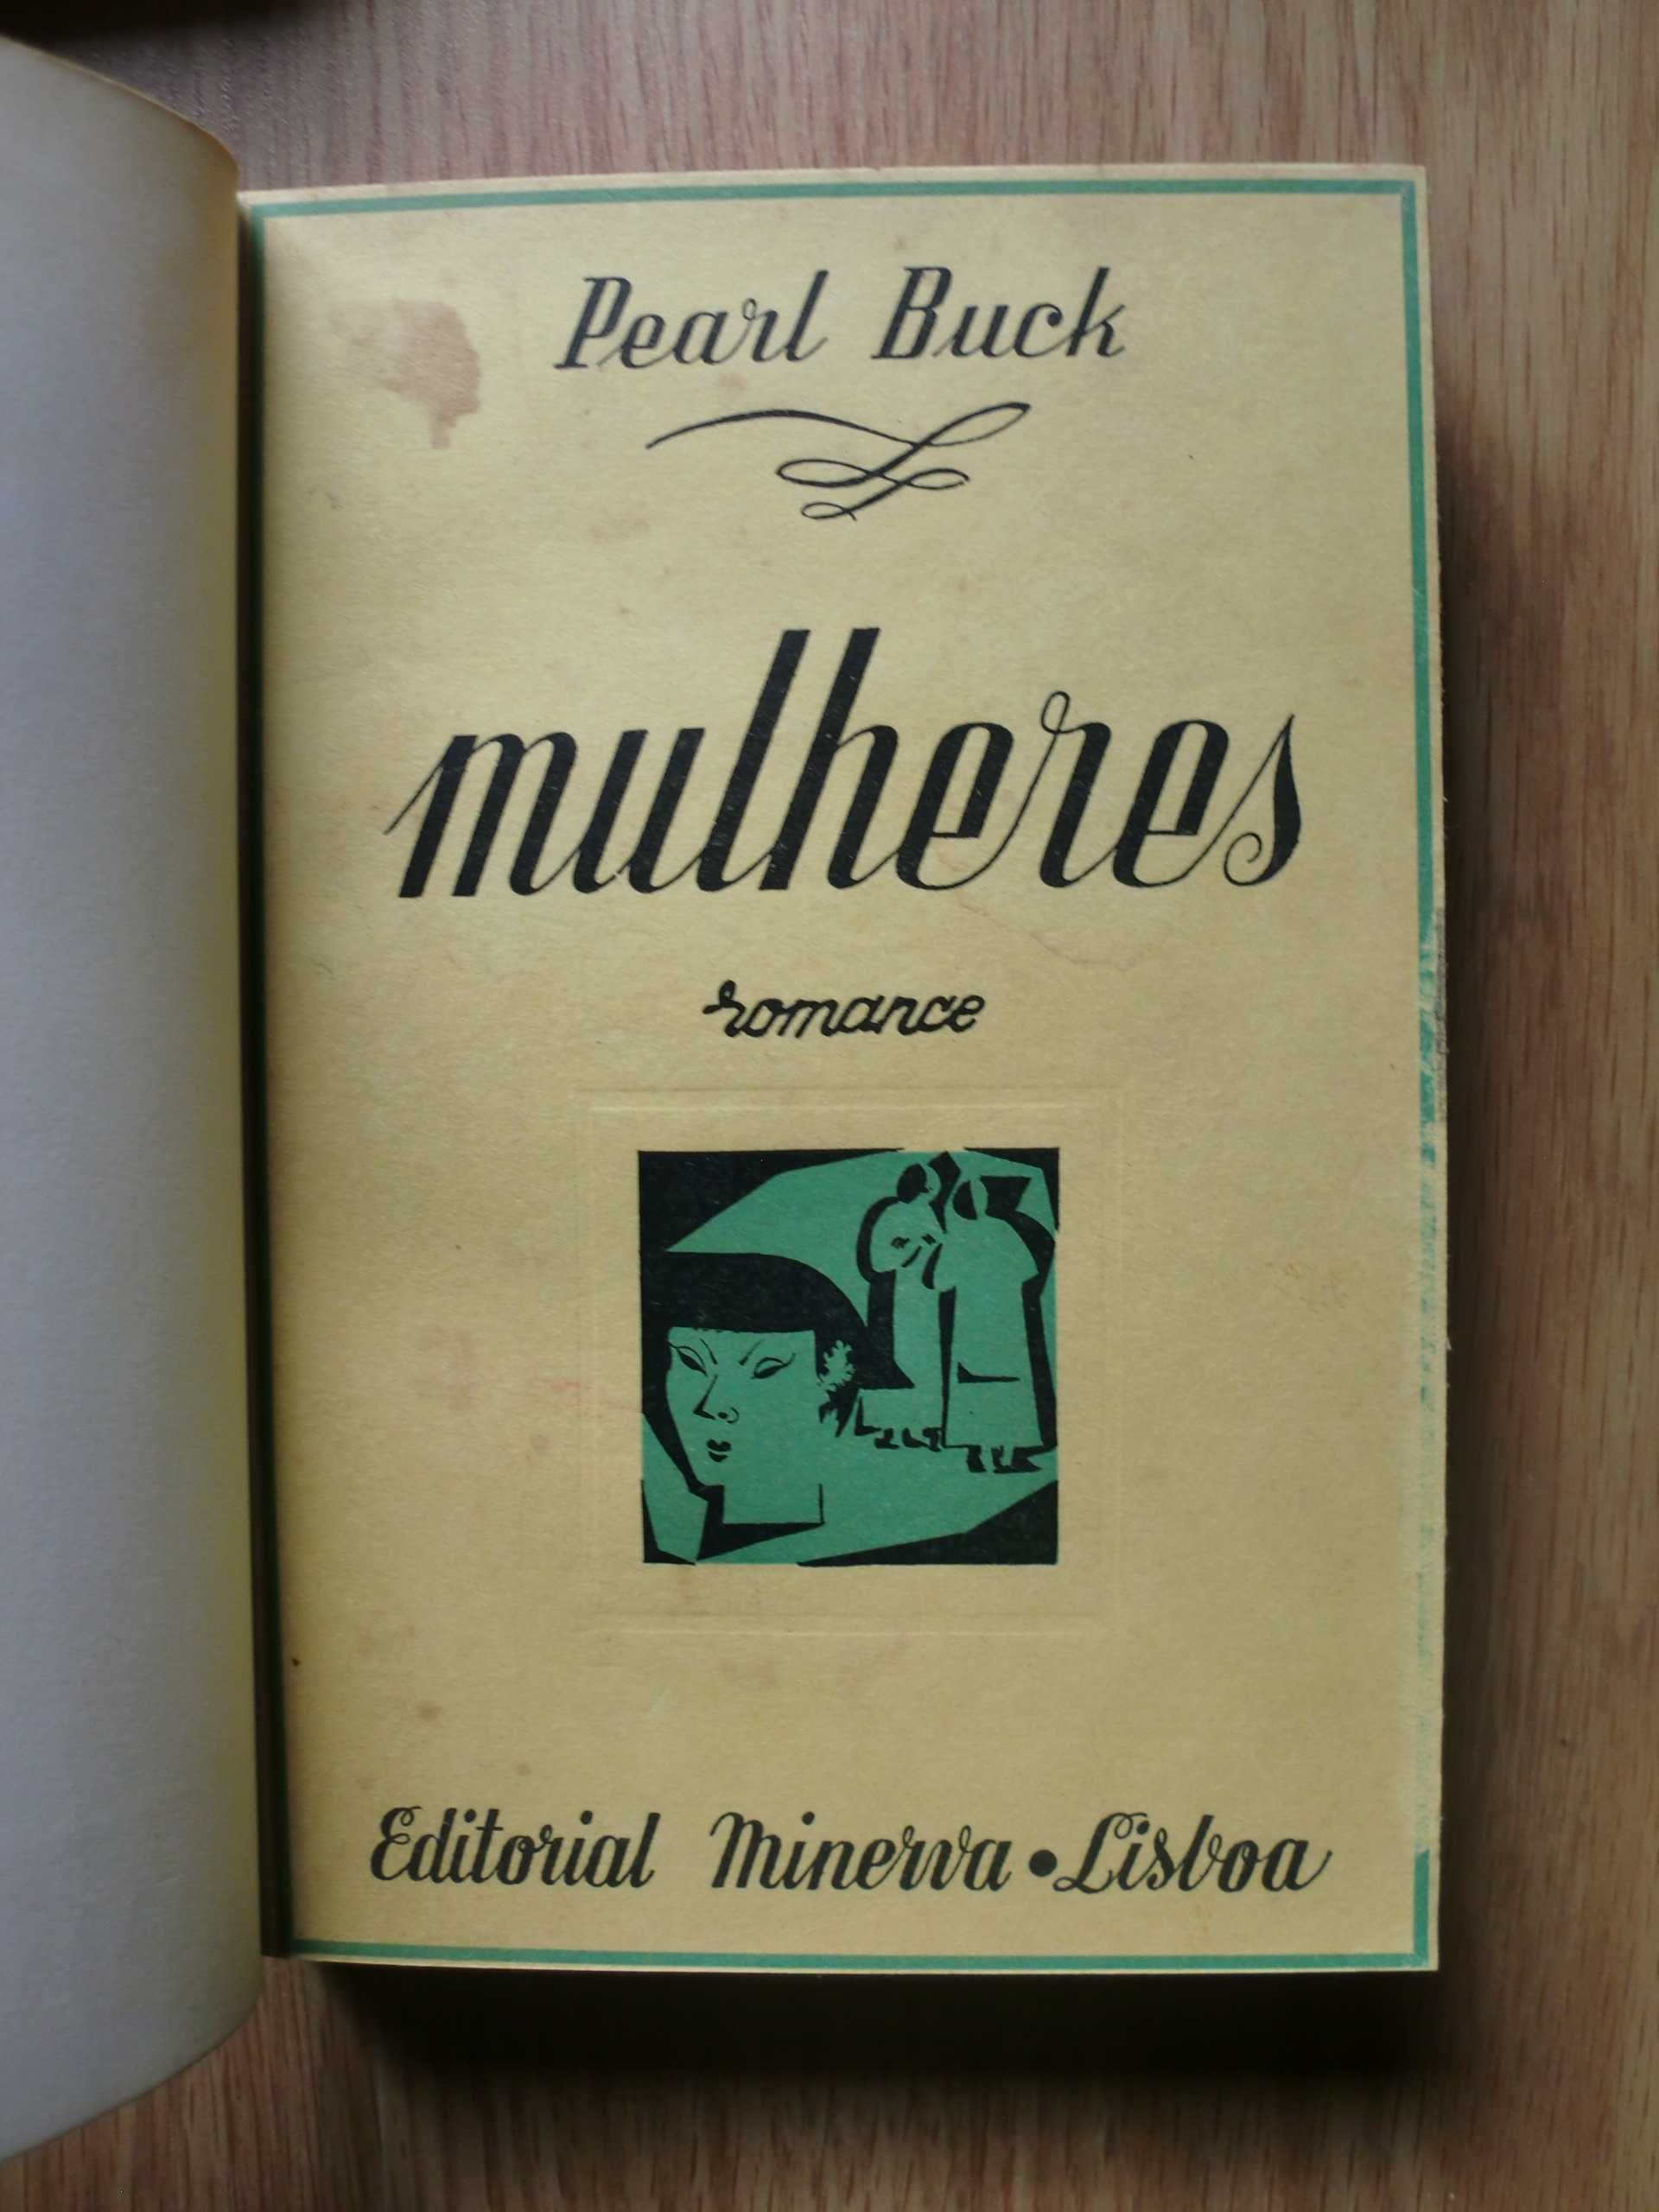 Pearl Buck
mulheres
romance
Editorial Minerva • Lisboa